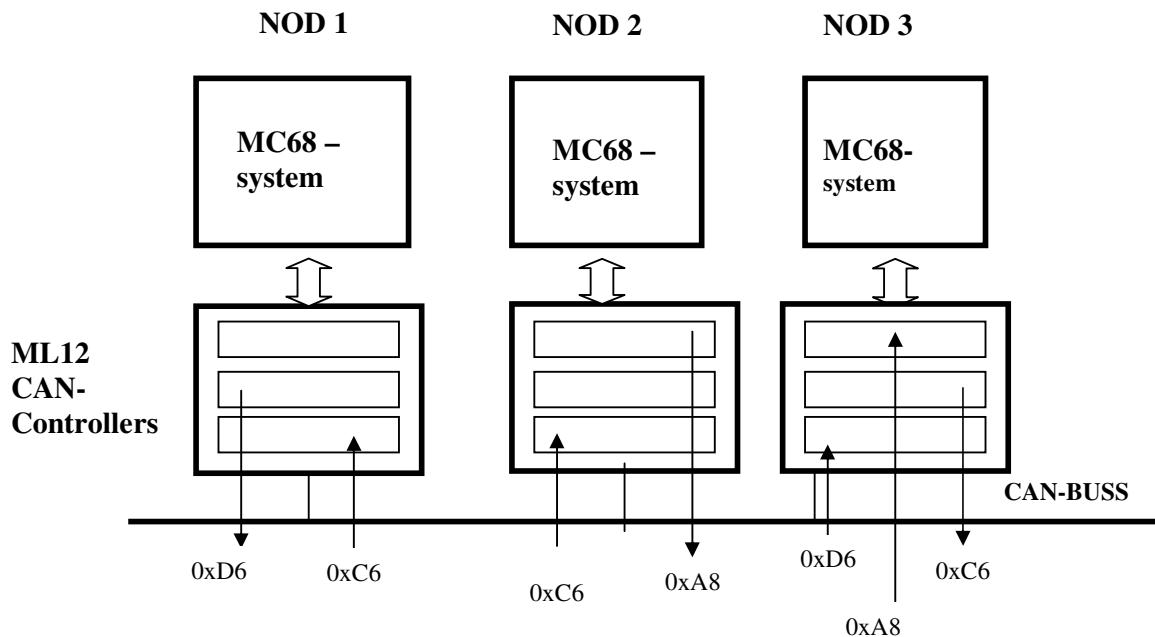 NOD 1
NOD 2
NOD 3
MC68 –
system
MC68 –
system
MC68-
system
ML12
CAN-
Controllers
CAN-BUSS
0xD6
0xC6
0xC6
0xA8
0xD6
0xA8
0xC6